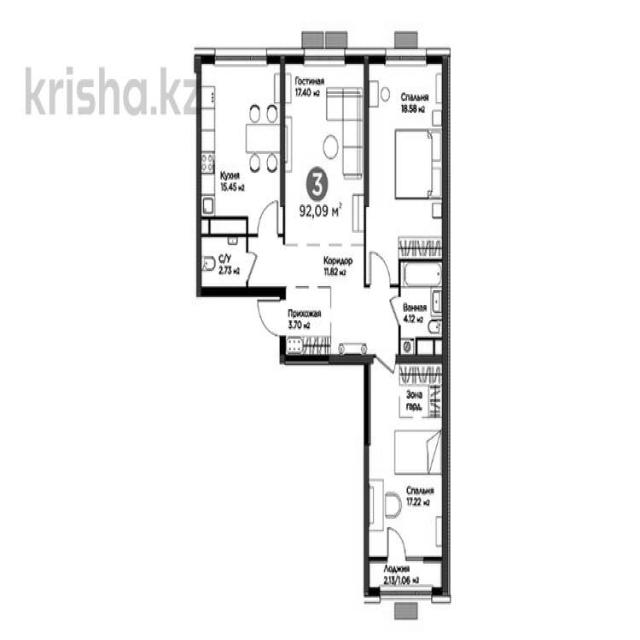 krisha.kz
Гостиная
17.40 м²
Спальня
18.58 м²
Кухня
15.45 м²
3
92,09 м²
С/У
2.73 м²
Коридор
11.82 м²
Прихожая
3.70 м²
Ванная
4.12 м²
Зона
гард.
Спальня
17.22 м²
Лоджия
2.13/1.06 м²